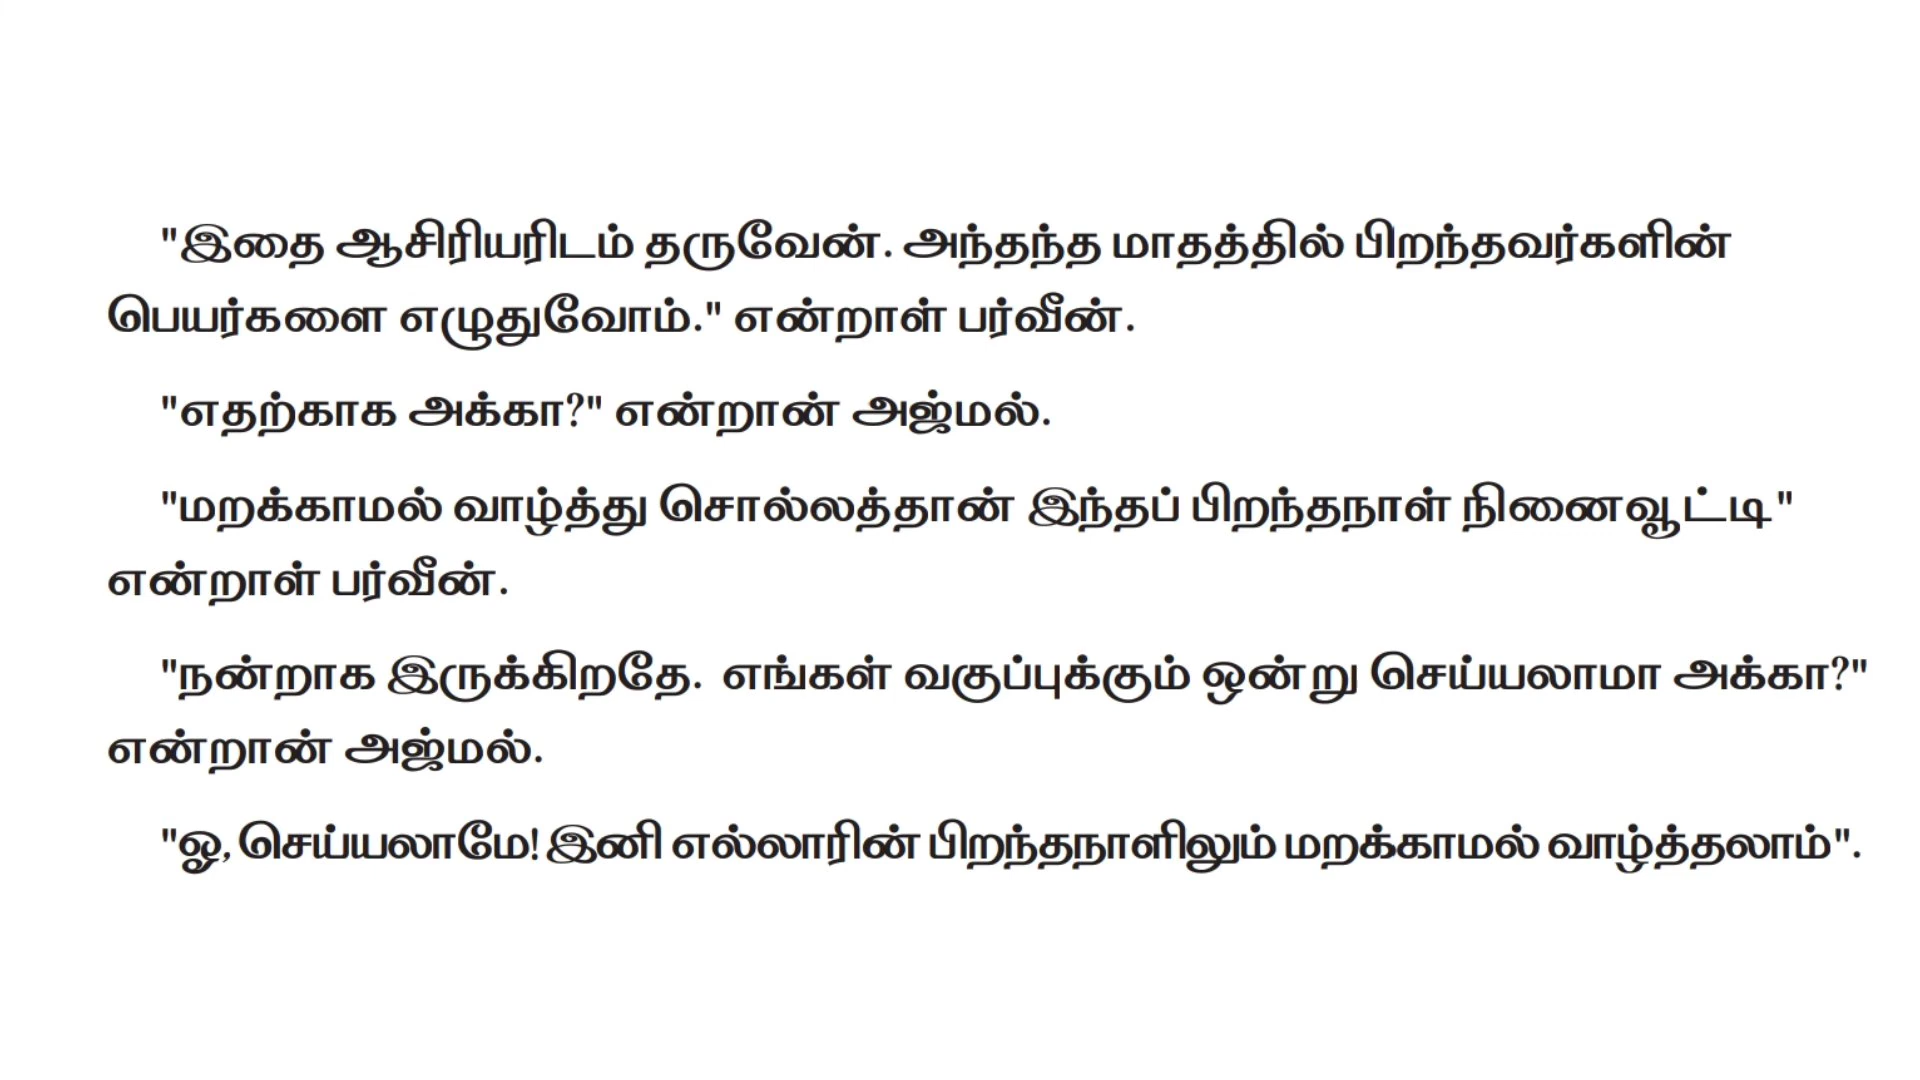 "இதை ஆசிரியரிடம் தருவேன். அந்தந்த மாதத்தில் பிறந்தவர்களின்
பெயர்களை எழுதுவோம்." என்றாள் பர்வீன்.
"எதற்காக அக்கா?" என்றான் அஜ்மல்.
"மறக்காமல் வாழ்த்து சொல்லத்தான் இந்தப் பிறந்தநாள் நினைவூட்டி"
என்றாள் பர்வீன்.
"நன்றாக இருக்கிறதே. எங்கள் வகுப்புக்கும் ஒன்று செய்யலாமா அக்கா?"
என்றான் அஜ்மல்.
"ஓ, செய்யலாமே! இனி எல்லாரின் பிறந்தநாளிலும் மறக்காமல் வாழ்த்தலாம்".